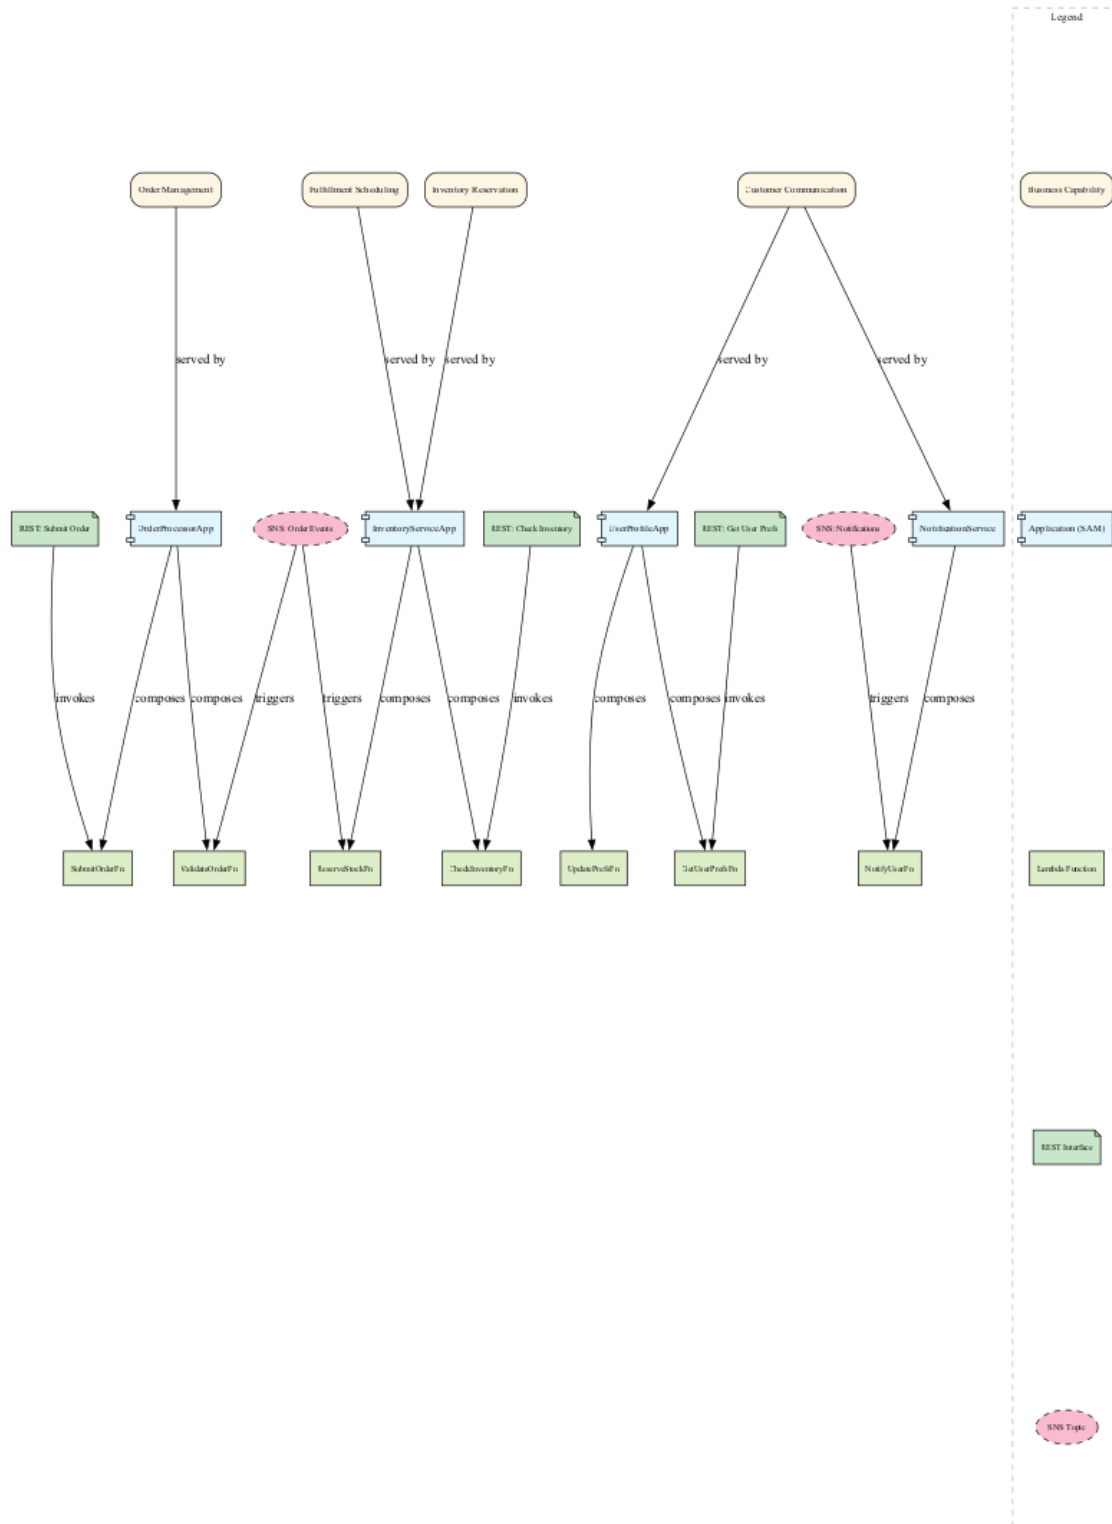 Legend
Order Management
Fulfillment Scheduling
Inventory Reservation
Customer Communication
Business Capability
served by
served by
served by
served by
served by
REST: Submit Order
OrderProcessorApp
SNS: Order Events
InventoryServiceApp
REST: Check Inventory
UserProfileApp
REST: Get User Prefs
SNS: Notifications
NotificationService
Application (SAM)
invokes
composes
composes
triggers
triggers
composes
composes
invokes
composes
composes
invokes
triggers
composes
SubmitOrderFn
ValidateOrderFn
ReserveStockFn
CheckInventoryFn
UpdatePrefsFn
GetUserPrefsFn
NotifyUserFn
Lambda Function
REST Interface
SNS Topic